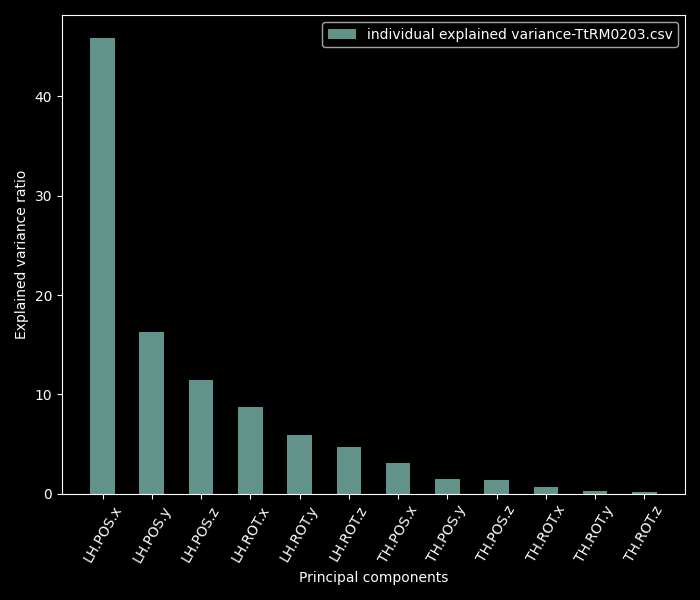 individual explained variance-TtRM0203.csv
Explained variance ratio
40
30
20
10
0
LH.POS.x
LH.POS.y
LH.POS.z
LH.ROT.x
LH.ROT.y
LH.ROT.z
TH.POS.x
TH.POS.y
TH.POS.z
TH.ROT.x
TH.ROT.y
TH.ROT.z
Principal components